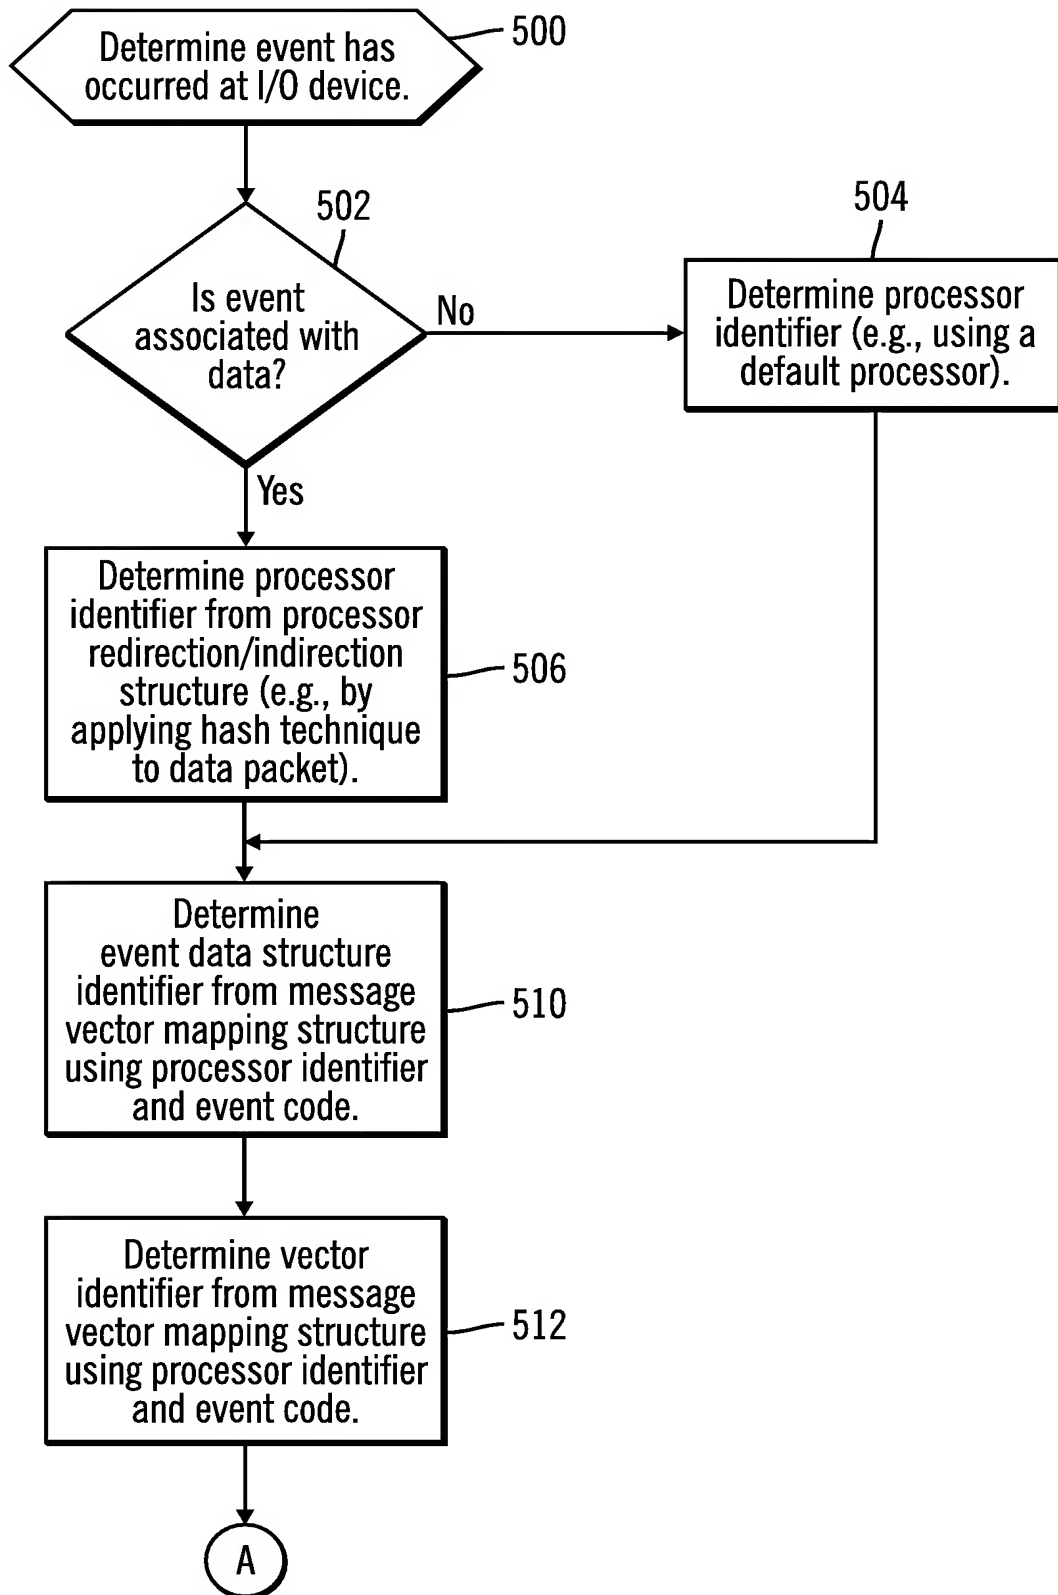 Determine event has
occurred at I/O device.
500
502
Is event
associated with
data?
No
504
Determine processor
identifier (e.g., using a
default processor).
Yes
Determine processor
identifier from processor
redirection/indirection
structure (e.g., by
applying hash technique
to data packet).
506
Determine
event data structure
identifier from message
vector mapping structure
using processor identifier
and event code.
510
Determine vector
identifier from message
vector mapping structure
using processor identifier
and event code.
512
A